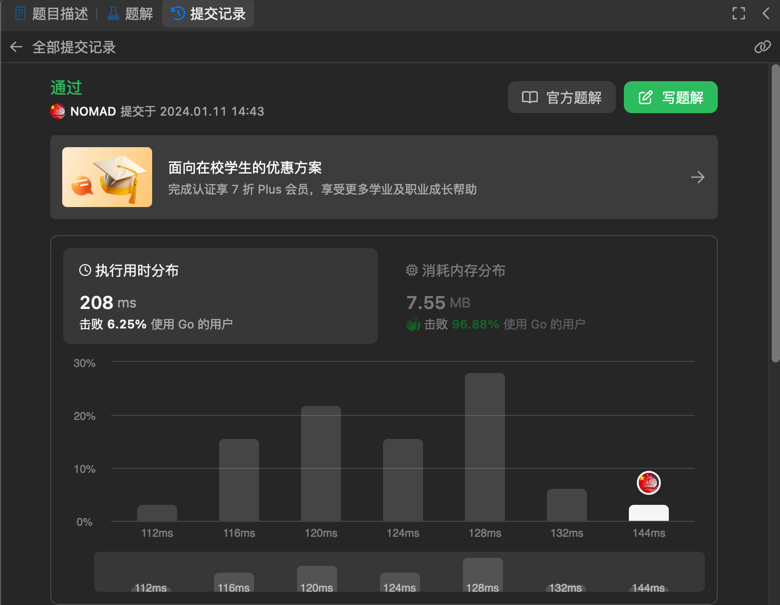 题目描述 题解 提交记录
全部提交记录
通过
NOMAD 提交于 2024.01.11 14:43
官方题解 写题解
面向在校学生的优惠方案
完成认证享 7 折 Plus 会员，享受更多学业及职业成长帮助
执行用时分布
208 ms
击败 6.25% 使用 Go 的用户
消耗内存分布
7.55 MB
击败 96.88% 使用 Go 的用户
30%
20%
10%
0%
112ms 116ms 120ms 124ms 128ms 132ms 144ms
112ms 116ms 120ms 124ms 128ms 132ms 144ms